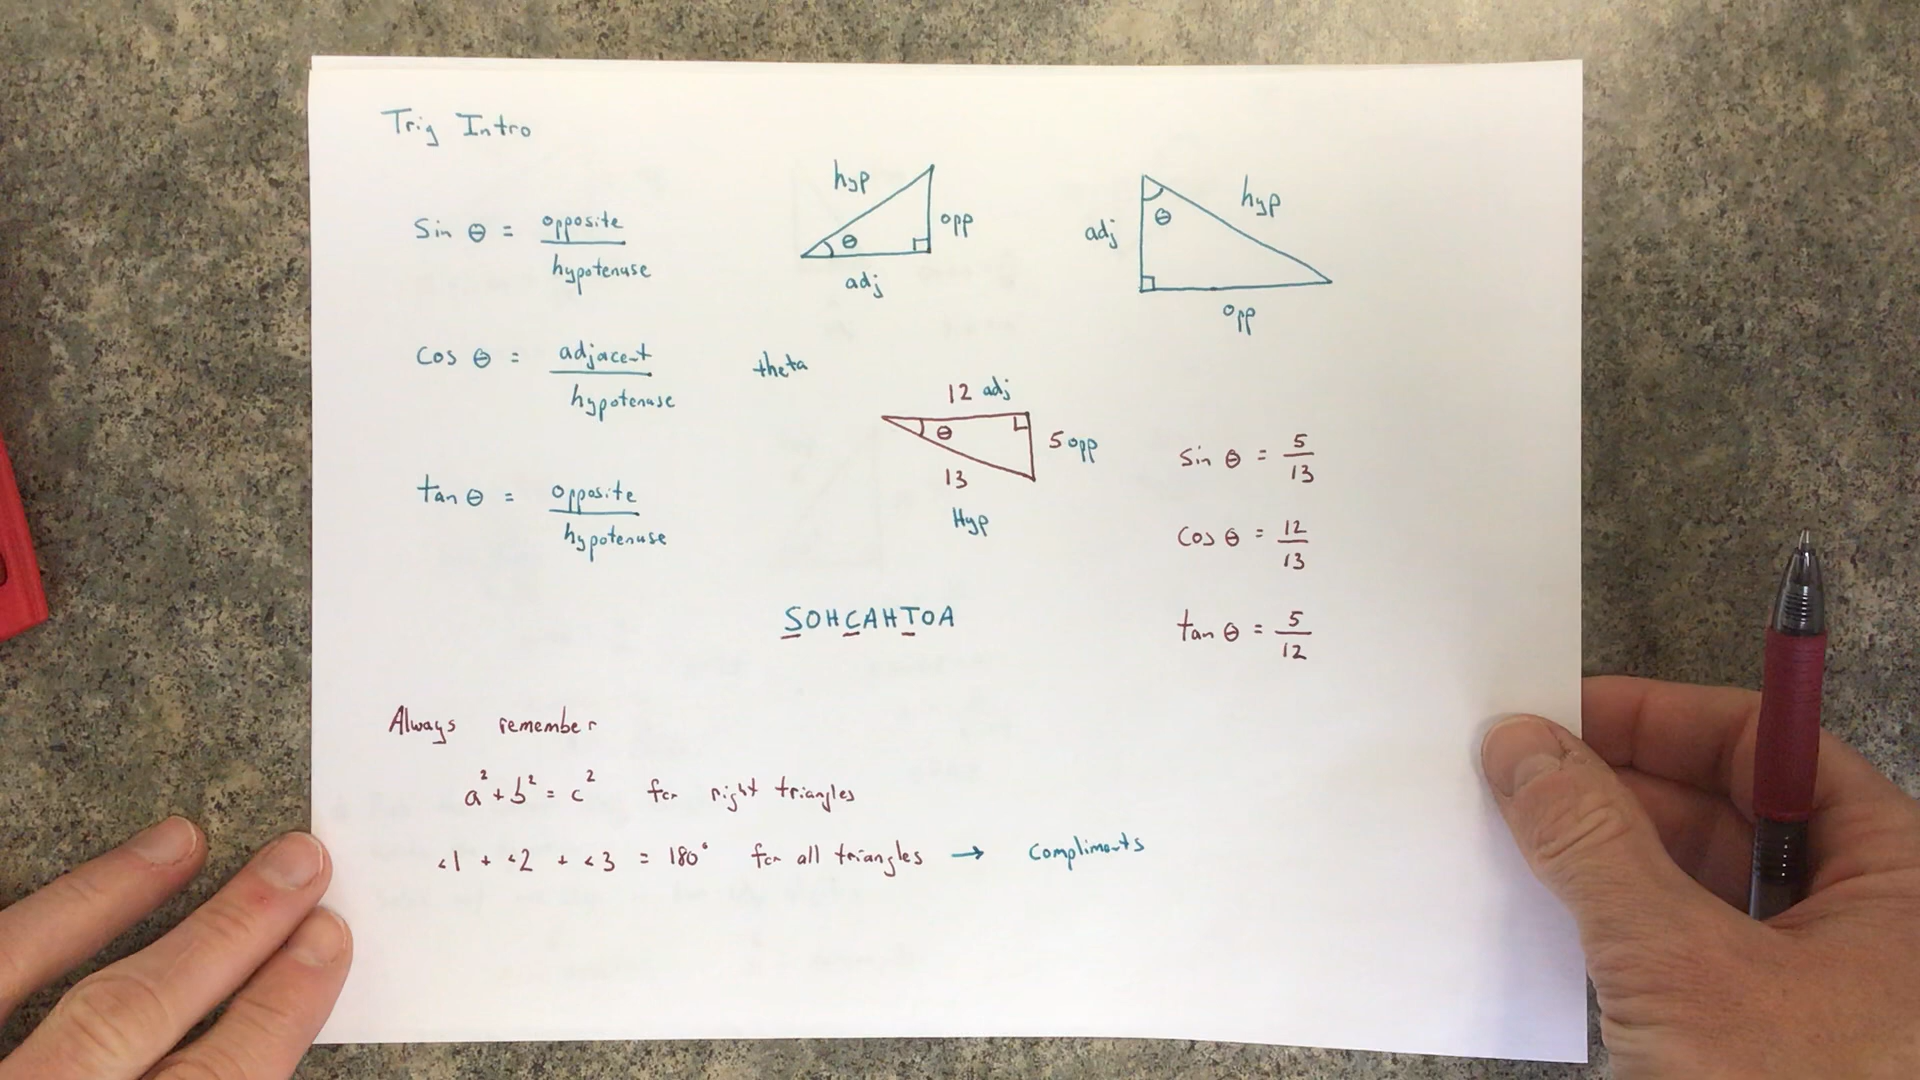 Trig Intro
Sin θ = opposite / hypotenuse
hyp
opp
θ
adj
hyp
adj
θ
opp
Cos θ = adjacent / hypotenuse
theta
12 adj
θ
5 opp
13
Hyp
tan θ = opposite / hypotenuse
sin θ = 5/13
cos θ = 12/13
tan θ = 5/12
SOHCAHTOA
Always remember
a² + b² = c² for right triangles
<1 + <2 + <3 = 180° for all triangles → Compliments